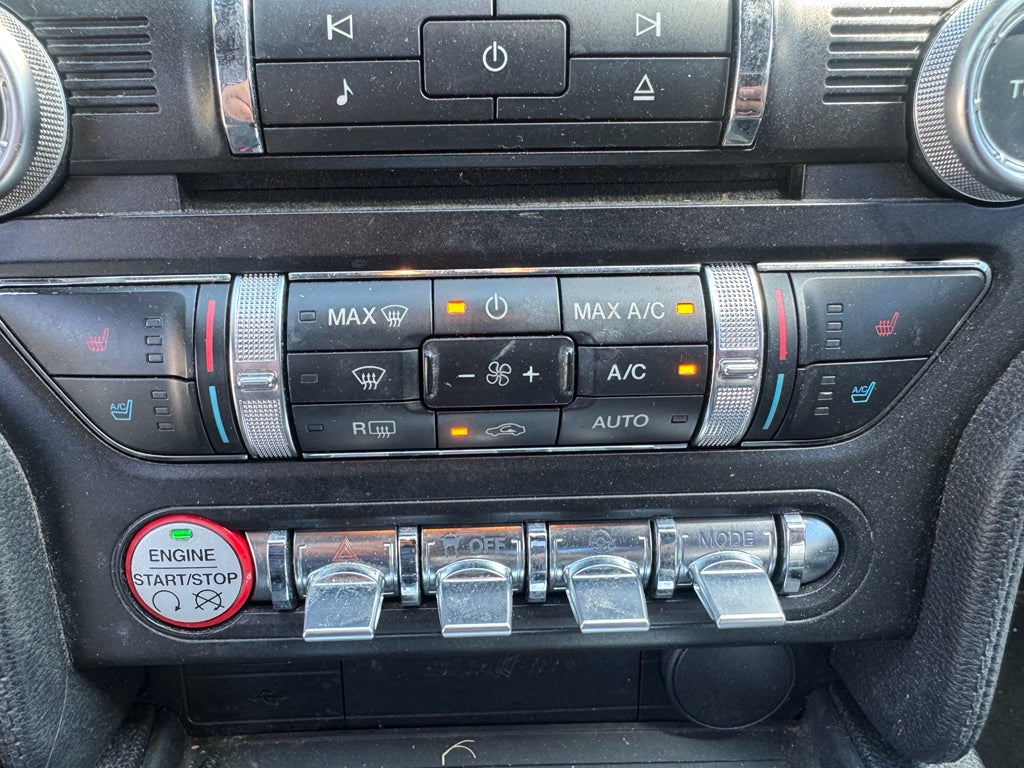 T
MAX
MAX A/C
A/C
R
AUTO
A/C
A/C
ENGINE
START/STOP
OFF
MODE